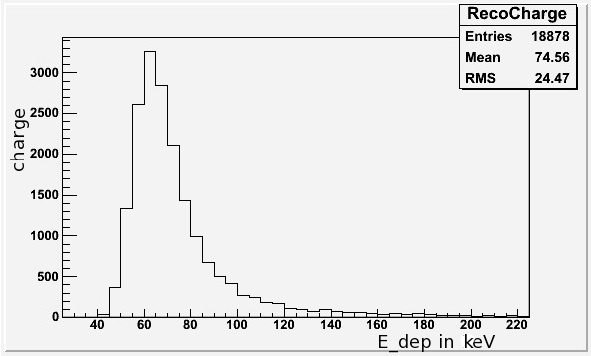 RecoCharge
Entries 18878
Mean 74.56
RMS 24.47
charge
3000
2500
2000
1500
1000
500
0
40 60 80 100 120 140 160 180 200 220
E_dep in keV